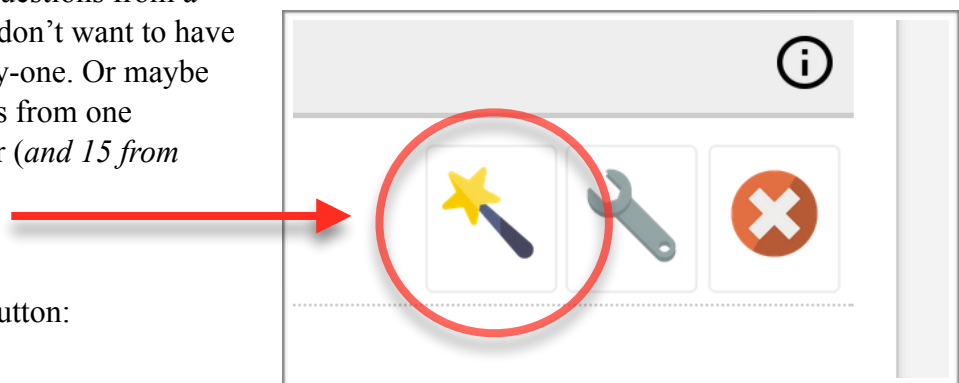 don’t want to have
y-one. Or maybe
s from one
r (and 15 from
utton: